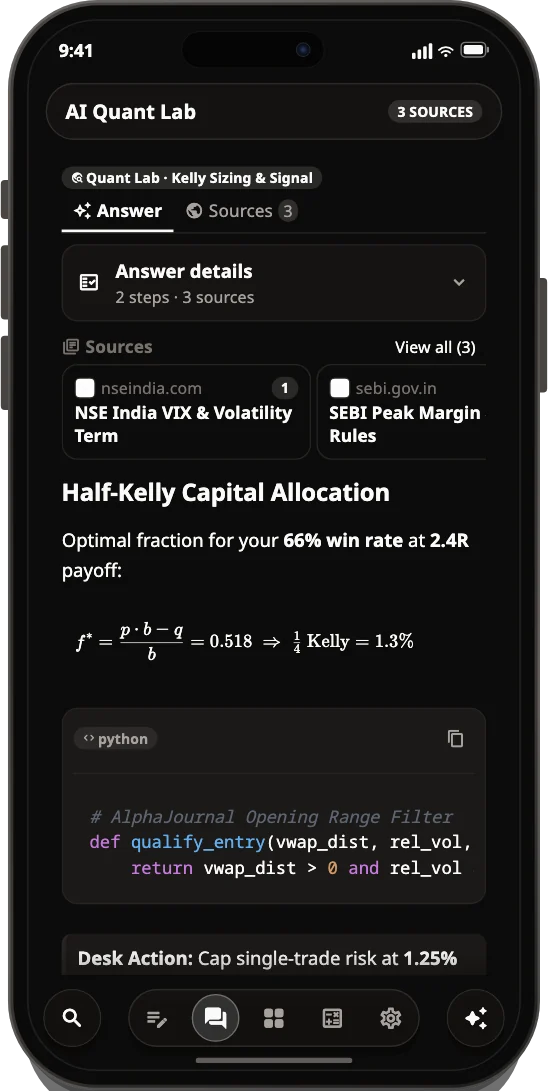 9:41
AI Quant Lab
3 SOURCES
Quant Lab · Kelly Sizing & Signal
Answer
Sources 3
Answer details
2 steps · 3 sources
Sources
View all (3)
nseindia.com 1
NSE India VIX & Volatility
Term
sebi.gov.in
SEBI Peak Margin
Rules
Half-Kelly Capital Allocation
Optimal fraction for your 66% win rate at 2.4R
payoff:
f* = (p · b − q) / b = 0.518 ⇒ 1/4 Kelly = 1.3%
python
# AlphaJournal Opening Range Filter
def qualify_entry(vwap_dist, rel_vol,
return vwap_dist > 0 and rel_vol
Desk Action: Cap single-trade risk at 1.25%